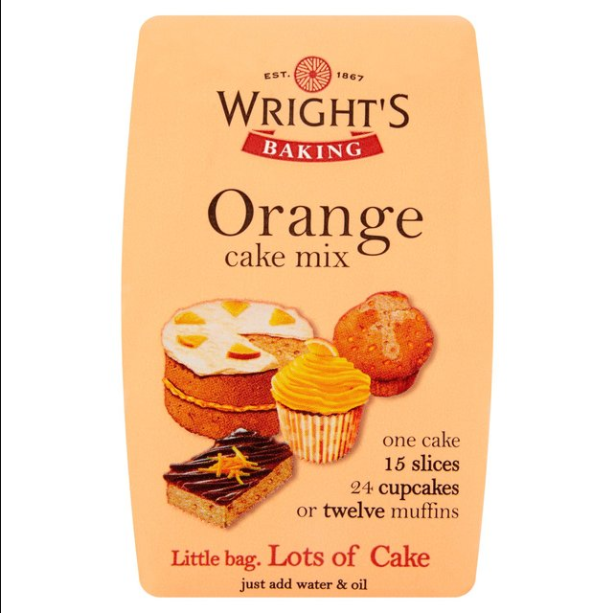 EST. 1867
WRIGHT'S
BAKING
Orange
cake mix
one cake
15 slices
24 cupcakes
or twelve muffins
Little bag. Lots of Cake
just add water & oil